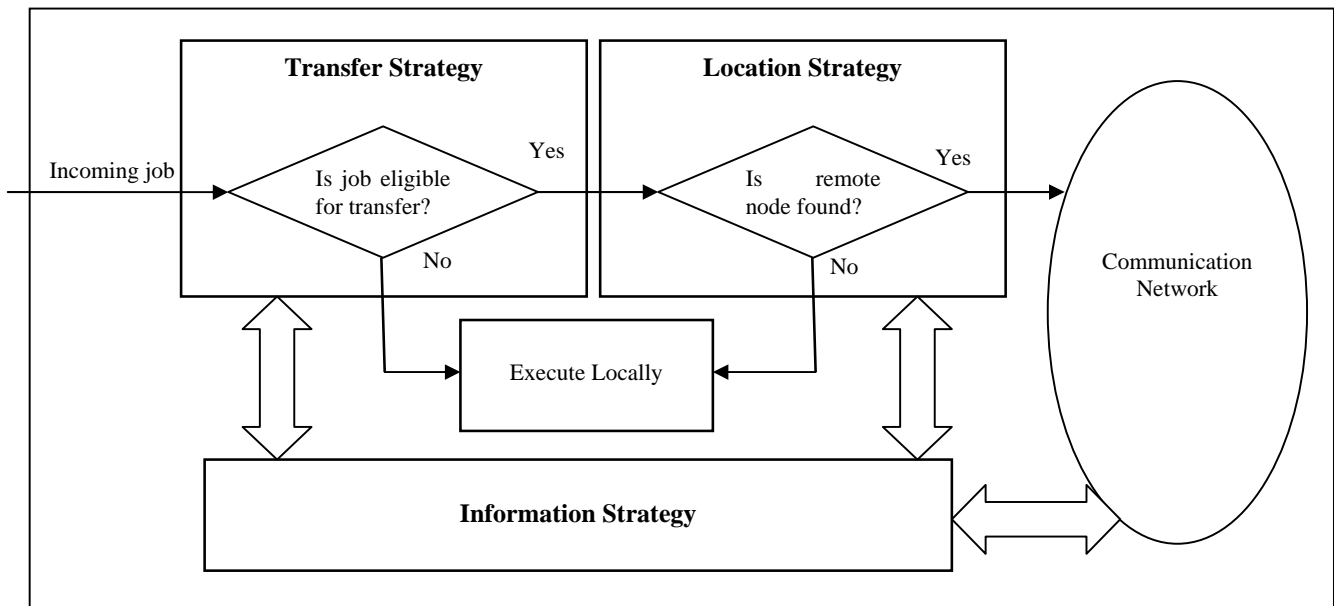 Transfer Strategy
Location Strategy
Incoming job
Is job eligible
for transfer?
Yes
No
Is remote
node found?
Yes
No
Communication
Network
Execute Locally
Information Strategy